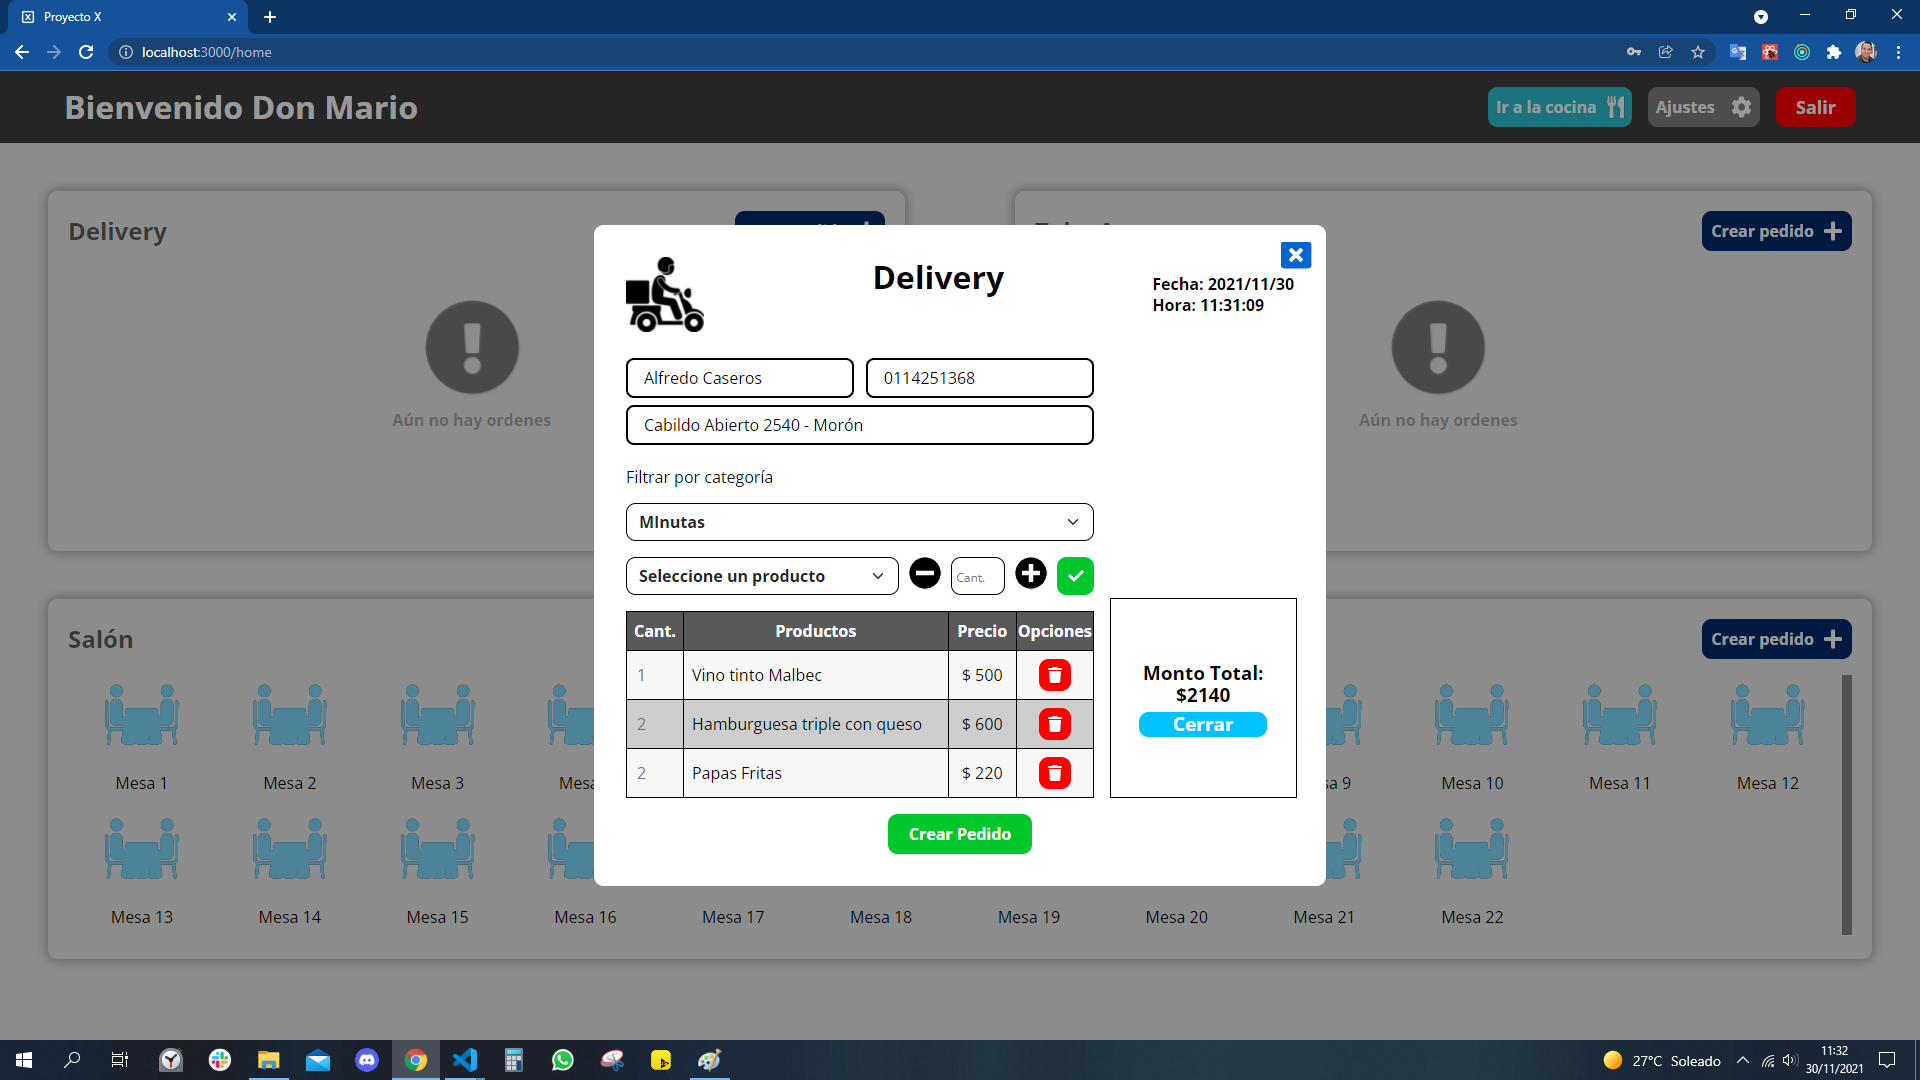 Proyecto X
localhost:3000/home
Bienvenido Don Mario
Ir a la cocina
Ajustes
Salir
Delivery
Crear pedido
Aún no hay ordenes
Aún no hay ordenes
Delivery
Fecha: 2021/11/30
Hora: 11:31:09
Alfredo Caseros
0114251368
Cabildo Abierto 2540 - Morón
Filtrar por categoría
MInutas
Seleccione un producto
Cant.
Cant. Productos Precio Opciones
1 Vino tinto Malbec $ 500
2 Hamburguesa triple con queso $ 600
2 Papas Fritas $ 220
Monto Total:
$2140
Cerrar
Crear Pedido
Salón
Crear pedido
Mesa 1 Mesa 2 Mesa 3 Mesa 10 Mesa 11 Mesa 12
Mesa 13 Mesa 14 Mesa 15 Mesa 16 Mesa 17 Mesa 18 Mesa 19 Mesa 20 Mesa 21 Mesa 22
27°C Soleado
11:32
30/11/2021